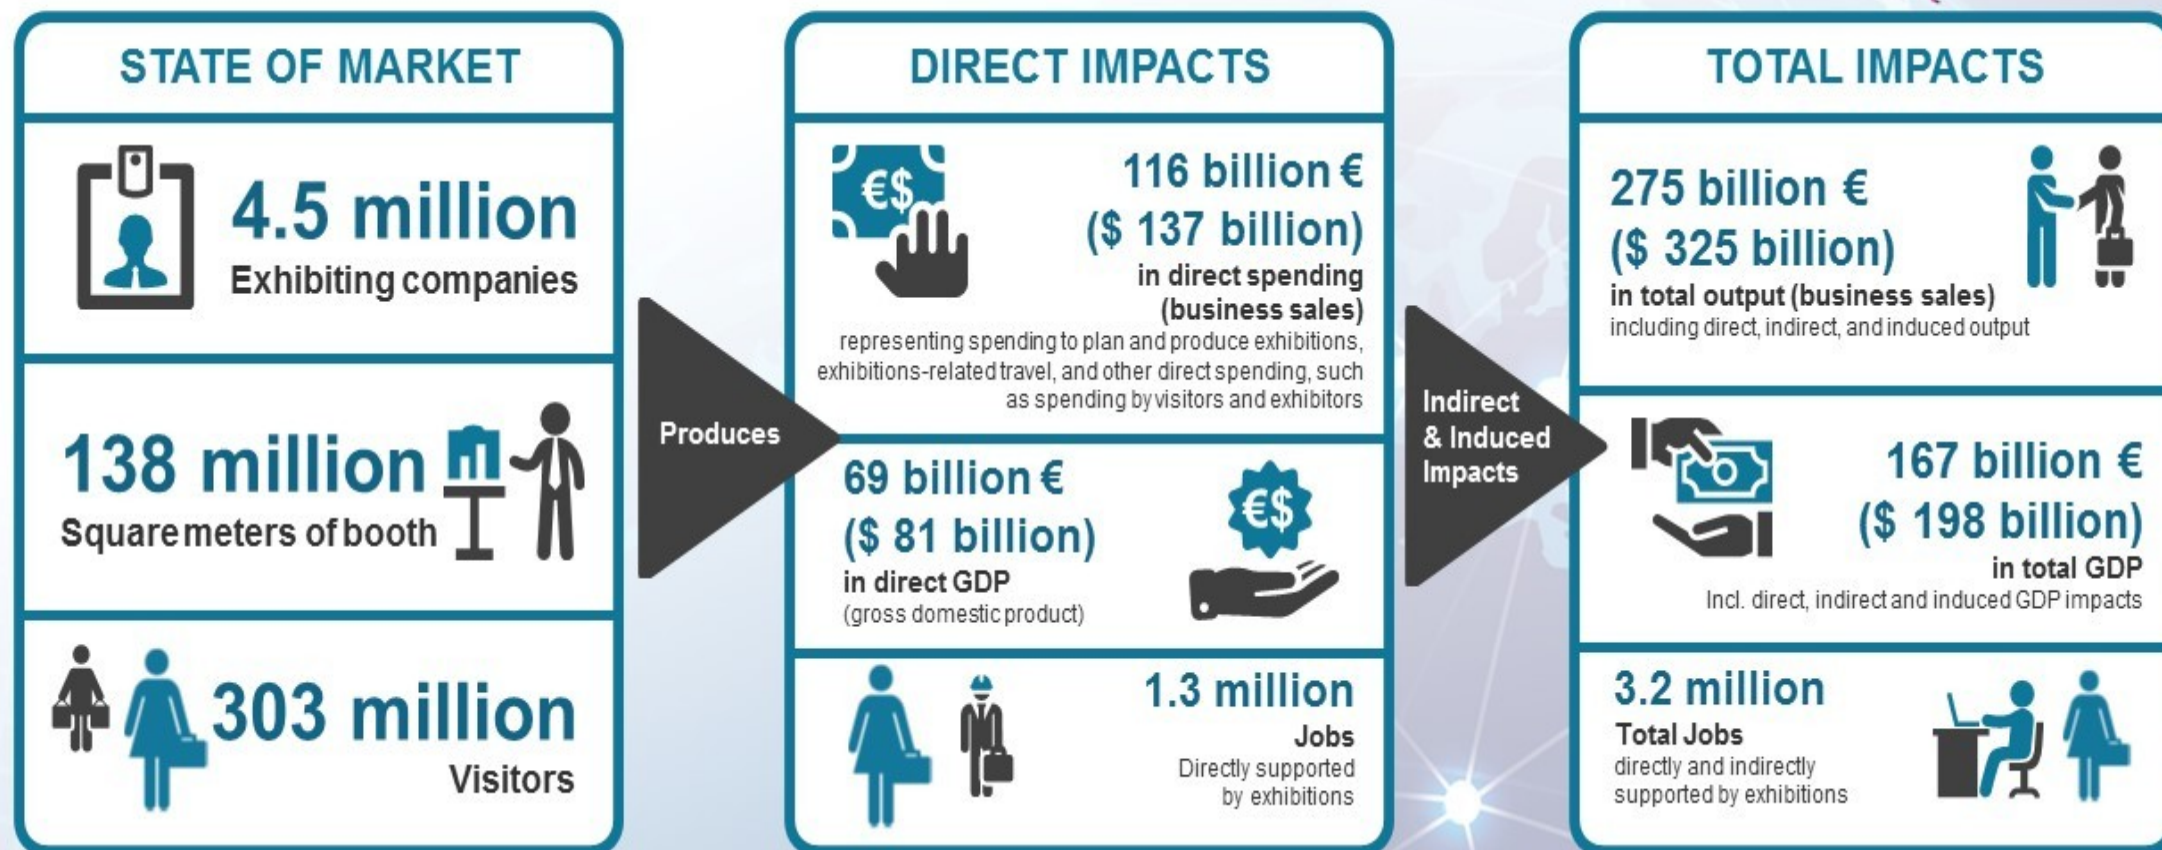 STATE OF MARKET
4.5 million
Exhibiting companies
138 million
Square meters of booth
303 million
Visitors
Produces
DIRECT IMPACTS
€$
116 billion €
($ 137 billion)
in direct spending
(business sales)
representing spending to plan and produce exhibitions,
exhibitions-related travel, and other direct spending, such
as spending by visitors and exhibitors
69 billion €
($ 81 billion)
in direct GDP
(gross domestic product)
€$
1.3 million
Jobs
Directly supported
by exhibitions
Indirect
& Induced
Impacts
TOTAL IMPACTS
275 billion €
($ 325 billion)
in total output (business sales)
including direct, indirect, and induced output
167 billion €
($ 198 billion)
in total GDP
Incl. direct, indirect and induced GDP impacts
3.2 million
Total Jobs
directly and indirectly
supported by exhibitions